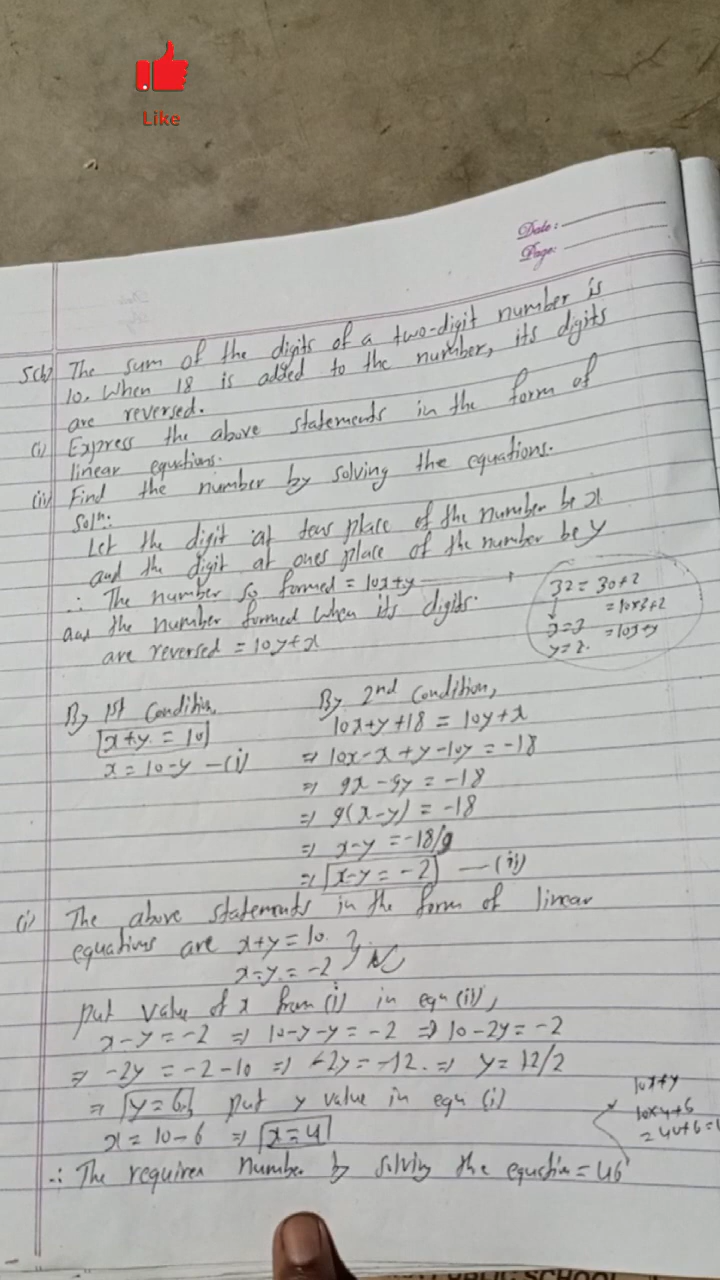 Like
Date:
Page:
5(b) The sum of the digits of a two-digit number is
10. When 18 is added to the number, its digits
are reversed.
(i) Express the above statements in the form of
linear equations.
(ii) Find the number by solving the equations.
Soln:
Let the digit at tens place of the number be x
and the digit at ones place of the number be y
∴ The number so formed = 10x+y
and the number formed when its digits.
are reversed = 10y+x
32 = 30+2
= 10×3+2
x=3 = 10x+y
y=2.
By 1st Condition,
x+y = 10
x = 10-y - (i)
By 2nd Condition,
10x+y+18 = 10y+x
⇒ 10x-x+y-10y = -18
⇒ 9x-9y = -18
⇒ 9(x-y) = -18
⇒ x-y = -18/9
⇒ x-y = -2 - (ii)
(i) The above statements in the form of linear
equations are x+y = 10
x-y = -2
put value of x from (i) in eqn (ii),
x-y = -2 ⇒ 10-y-y = -2 ⇒ 10-2y = -2
⇒ -2y = -2-10 ⇒ -2y = -12. ⇒ y = 12/2
⇒ y = 6 put y value in eqn (i)
x = 10-6 ⇒ x=4
10x+y
10×4+6
= 40+6=
∴ The requiren number by solving the equction = 46
PUBLIC SCHOOL